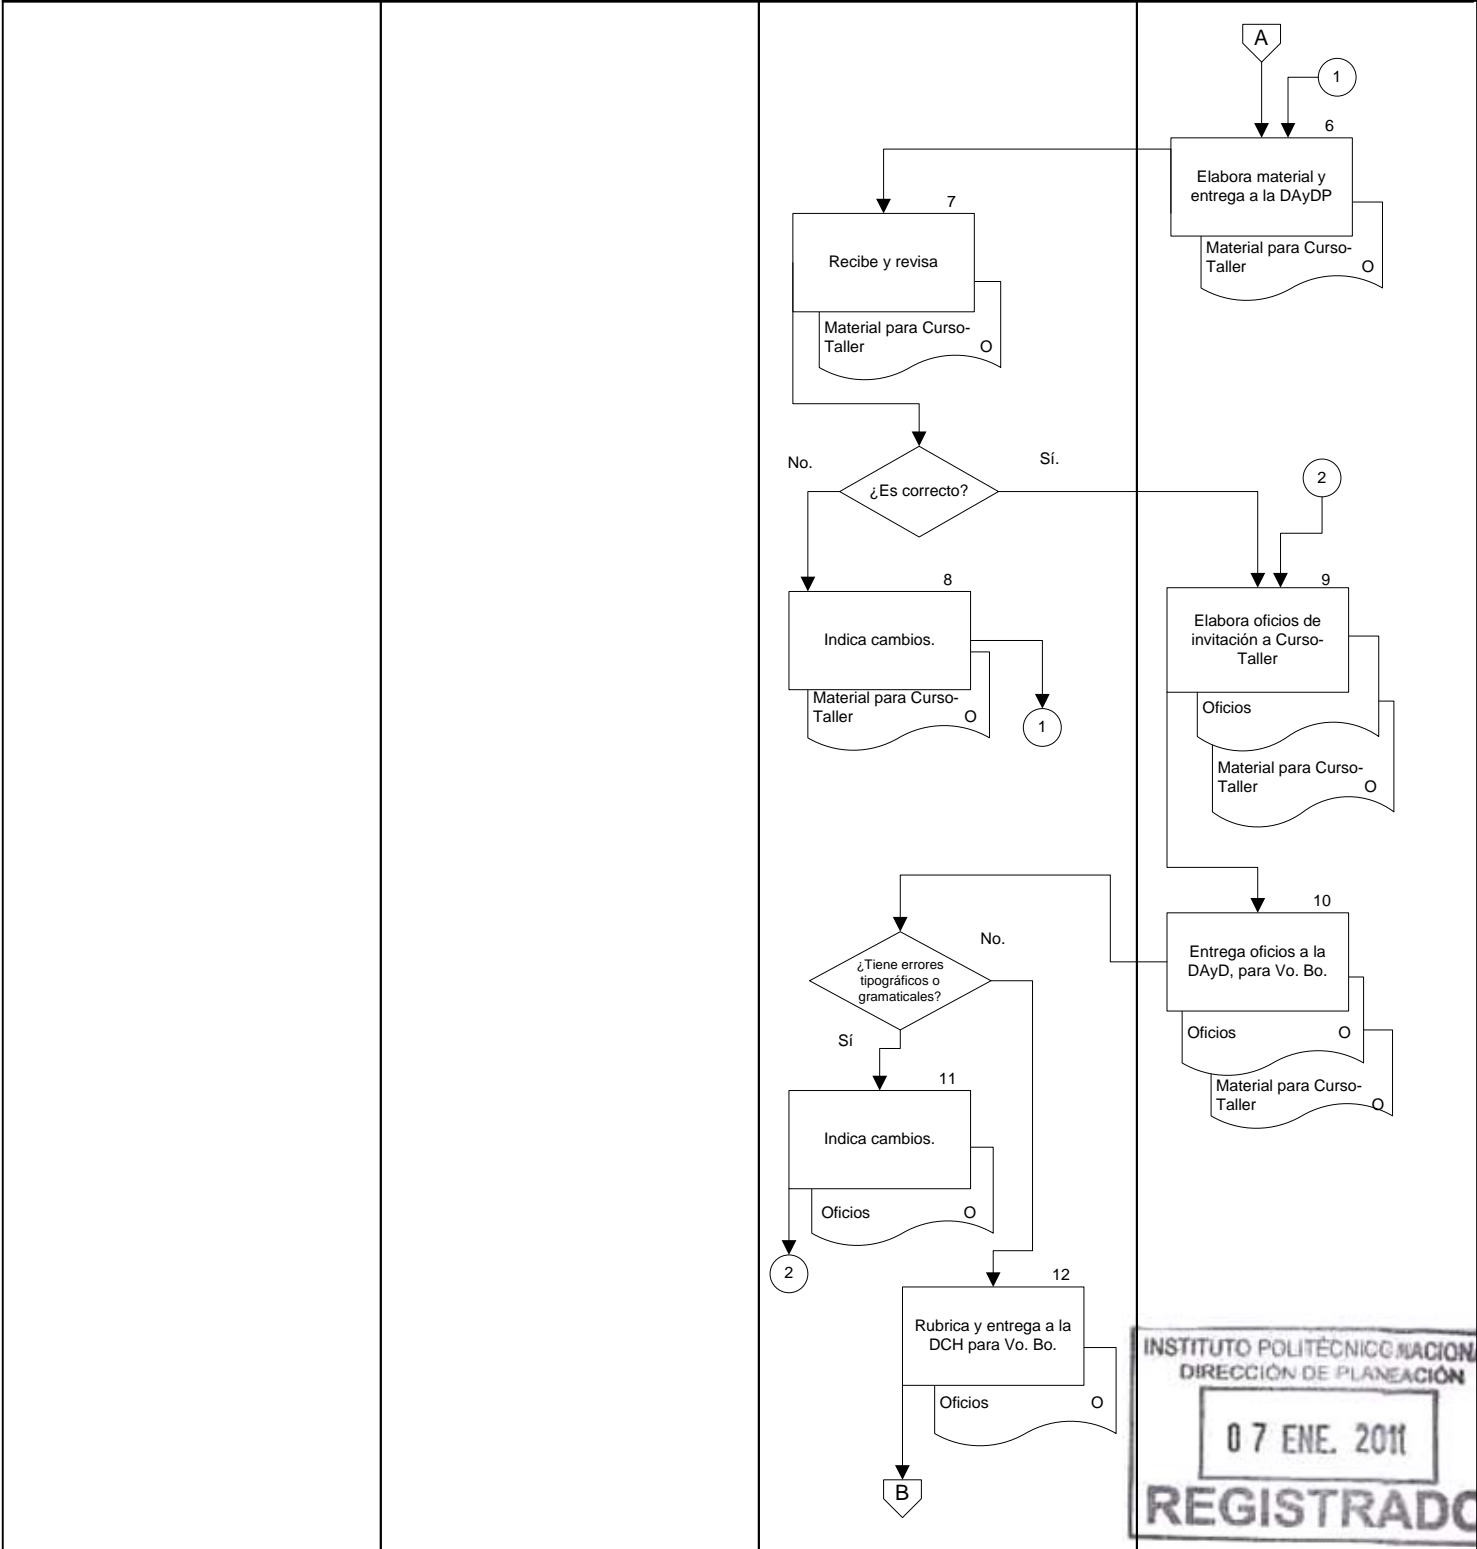 A
1
6
Elabora material y
entrega a la DAyDP
Material para Curso-
Taller O
7
Recibe y revisa
Material para Curso-
Taller O
No.
¿Es correcto?
Sí.
2
8
Indica cambios.
Material para Curso-
Taller O
1
9
Elabora oficios de
invitación a Curso-
Taller
Oficios
Material para Curso-
Taller O
10
Entrega oficios a la
DAyD, para Vo. Bo.
Oficios O
Material para Curso-
Taller O
¿Tiene errores
tipográficos o
gramaticales?
No.
Sí
11
Indica cambios.
Oficios O
2
12
Rubrica y entrega a la
DCH para Vo. Bo.
Oficios O
B
INSTITUTO POLITÉCNICO NACIONA
DIRECCIÓN DE PLANEACIÓN
07 ENE. 2011
REGISTRADO